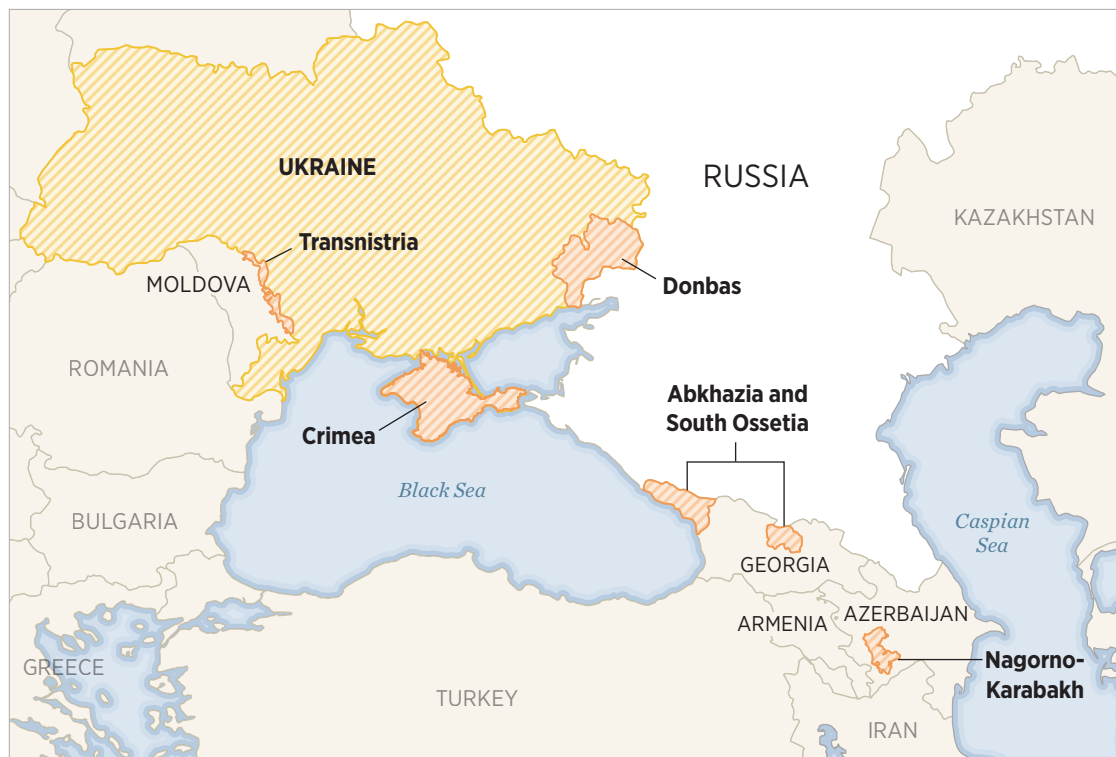 UKRAINE
RUSSIA
KAZAKHSTAN
Transnistria
MOLDOVA
Donbas
ROMANIA
Abkhazia and
South Ossetia
Crimea
Black Sea
BULGARIA
Caspian
Sea
GEORGIA
ARMENIA
AZERBAIJAN
GREECE
Nagorno-
Karabakh
TURKEY
IRAN